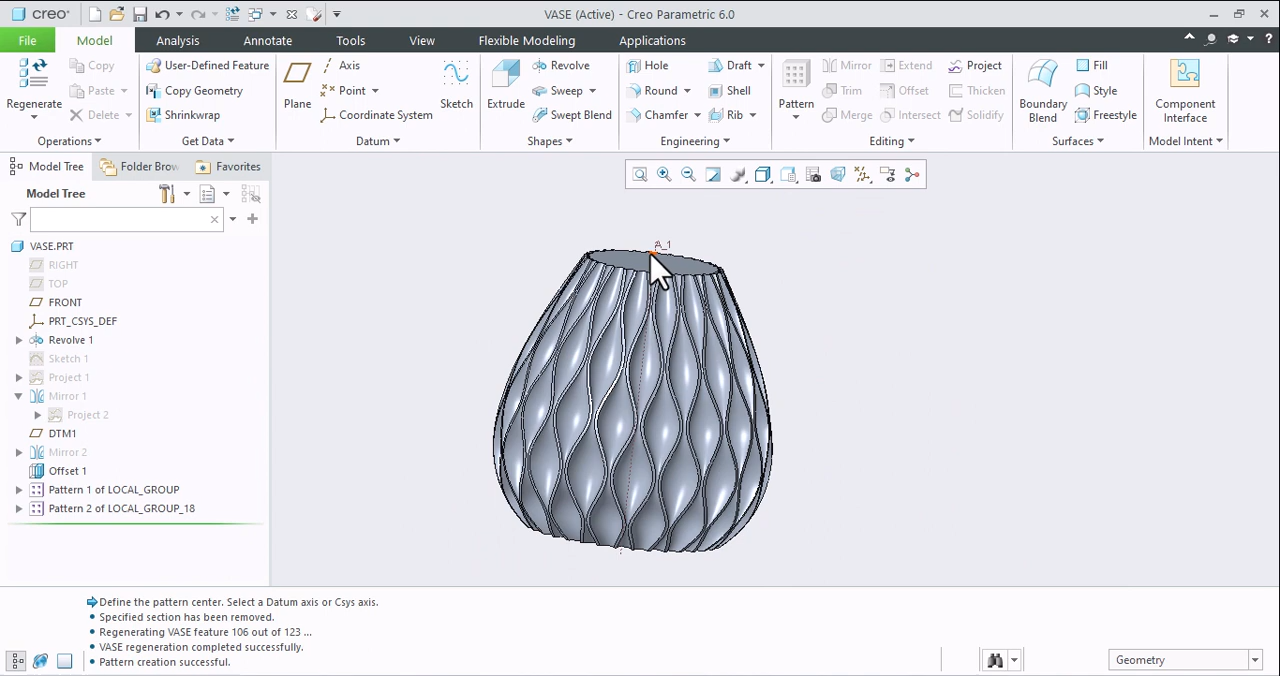 creo® VASE (Active) - Creo Parametric 6.0
File Model Analysis Annotate Tools View Flexible Modeling Applications
Regenerate Copy Paste Delete
Operations
User-Defined Feature
Copy Geometry
Shrinkwrap
Get Data
Plane Axis Point Coordinate System Sketch
Datum
Extrude Revolve Sweep Swept Blend
Shapes
Hole Draft
Round Shell
Chamfer Rib
Engineering
Pattern Mirror Extend Project
Trim Offset Thicken
Merge Intersect Solidify
Editing
Boundary Blend Fill Style Freestyle
Surfaces
Component Interface
Model Intent
Model Tree Folder Brow Favorites
Model Tree
VASE.PRT
RIGHT
TOP
FRONT
PRT_CSYS_DEF
Revolve 1
Sketch 1
Project 1
Mirror 1
Project 2
DTM1
Mirror 2
Offset 1
Pattern 1 of LOCAL_GROUP
Pattern 2 of LOCAL_GROUP_18
A_1
Define the pattern center. Select a Datum axis or Csys axis.
• Specified section has been removed.
• Regenerating VASE feature 106 out of 123 ...
• VASE regeneration completed successfully.
• Pattern creation successful.
Geometry